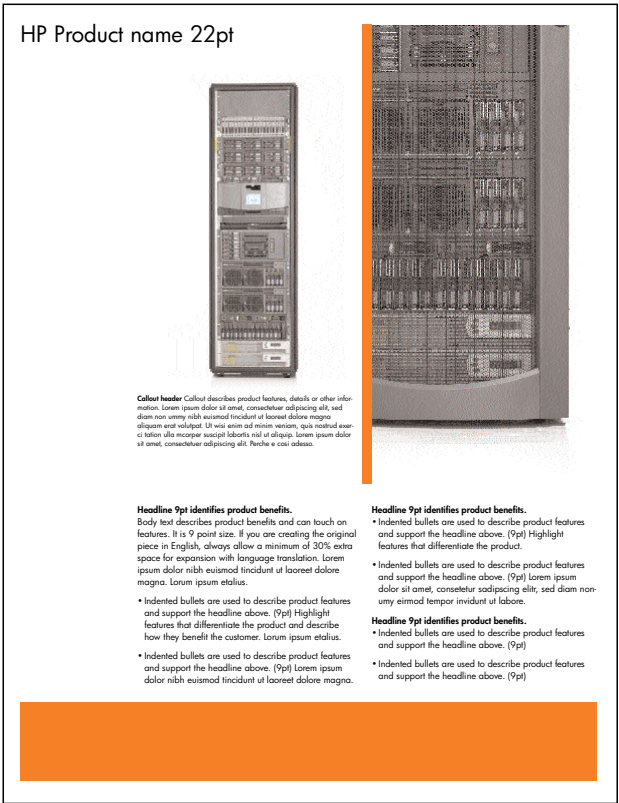 HP Product name 22pt
Callout header Callout describes product features, details or other infor-
mation. Lorem ipsum dolor sit amet, consectetuer adipiscing elit, sed
diam non ummy nibh euismod tincidunt ut laoreet dolore magna
aliquam erat volutpat. Ut wisi enim ad minim veniam, quis nostrud exer-
ci tation ulla mcorper suscipit lobortis nisl ut aliquip. Lorem ipsum dolor
sit amet, consectetuer adipiscing elit. Perche e cosi adesso.
Headline 9pt identifies product benefits.
Body text describes product benefits and can touch on
features. It is 9 point size. If you are creating the original
piece in English, always allow a minimum of 30% extra
space for expansion with language translation. Lorem
ipsum dolor nibh euismod tincidunt ut laoreet dolore
magna. Lorum ipsum etalius.
• Indented bullets are used to describe product features
and support the headline above. (9pt) Highlight
features that differentiate the product and describe
how they benefit the customer. Lorum ipsum etalius.
• Indented bullets are used to describe product features
and support the headline above. (9pt) Lorem ipsum
dolor nibh euismod tincidunt ut laoreet dolore magna.
Headline 9pt identifies product benefits.
• Indented bullets are used to describe product features
and support the headline above. (9pt) Highlight
features that differentiate the product.
• Indented bullets are used to describe product features
and support the headline above. (9pt) Lorem ipsum
dolor sit amet, consetetur sadipscing elitr, sed diam non-
umy eirmod tempor invidunt ut labore.
Headline 9pt identifies product benefits.
• Indented bullets are used to describe product features
and support the headline above. (9pt)
• Indented bullets are used to describe product features
and support the headline above. (9pt)